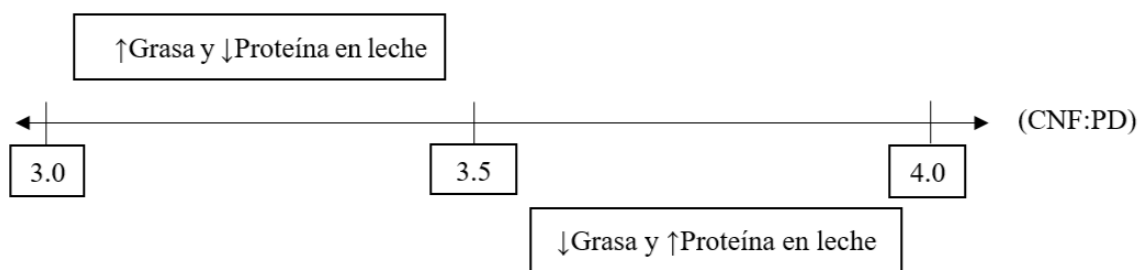 ↑Grasa y ↓Proteína en leche
(CNF:PD)
3.0
3.5
4.0
↓Grasa y ↑Proteína en leche